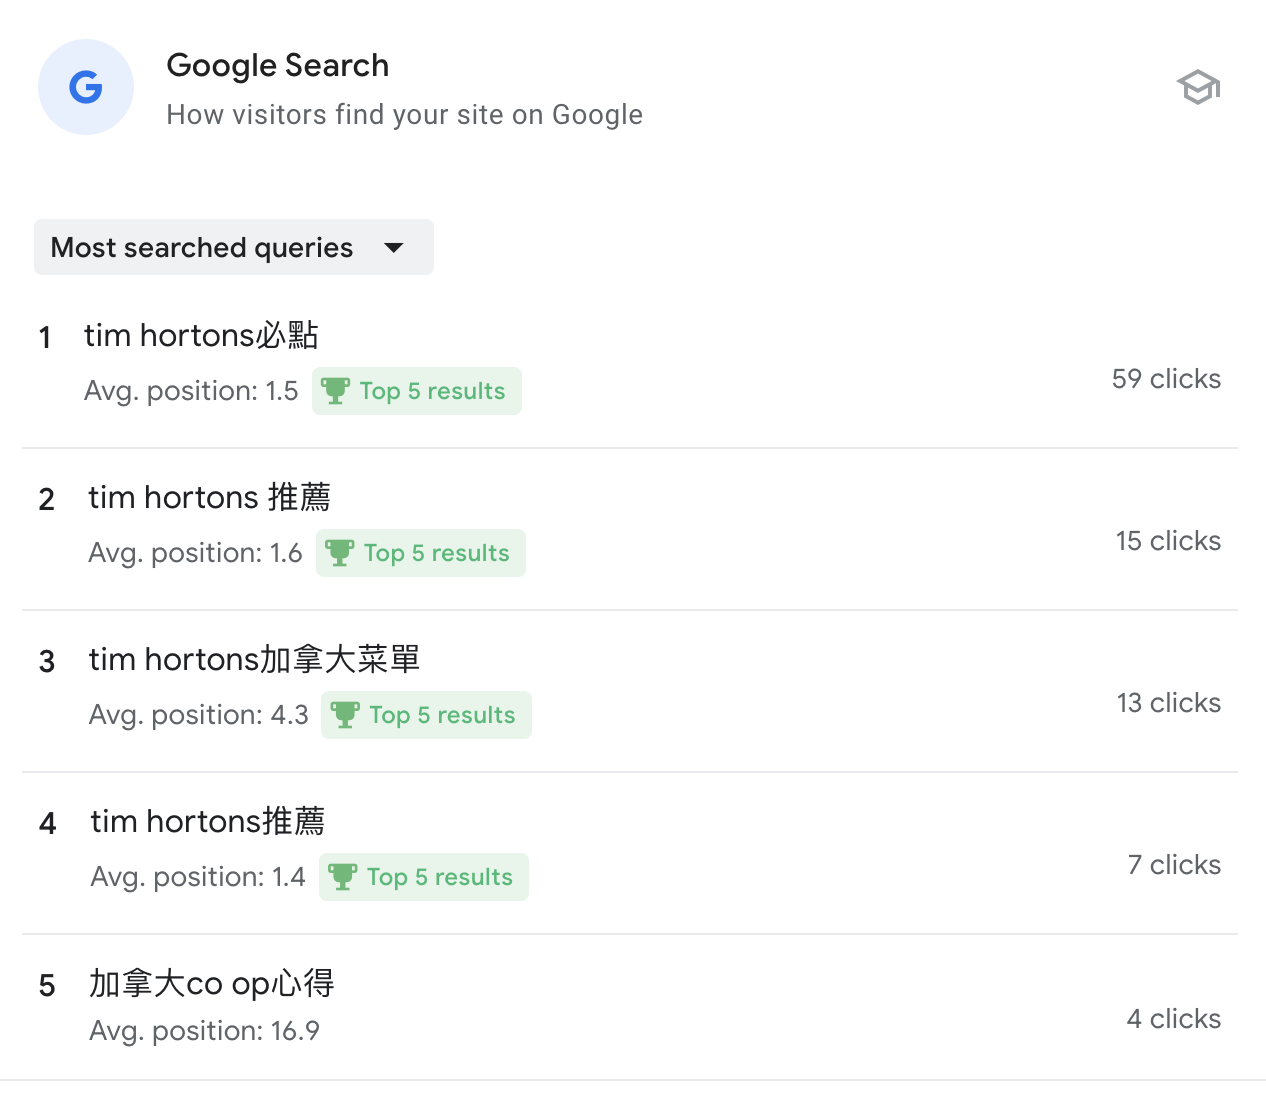 Google Search
How visitors find your site on Google
Most searched queries
1 tim hortons必點
Avg. position: 1.5 Top 5 results
59 clicks
2 tim hortons 推薦
Avg. position: 1.6 Top 5 results
15 clicks
3 tim hortons加拿大菜單
Avg. position: 4.3 Top 5 results
13 clicks
4 tim hortons推薦
Avg. position: 1.4 Top 5 results
7 clicks
5 加拿大co op心得
Avg. position: 16.9
4 clicks